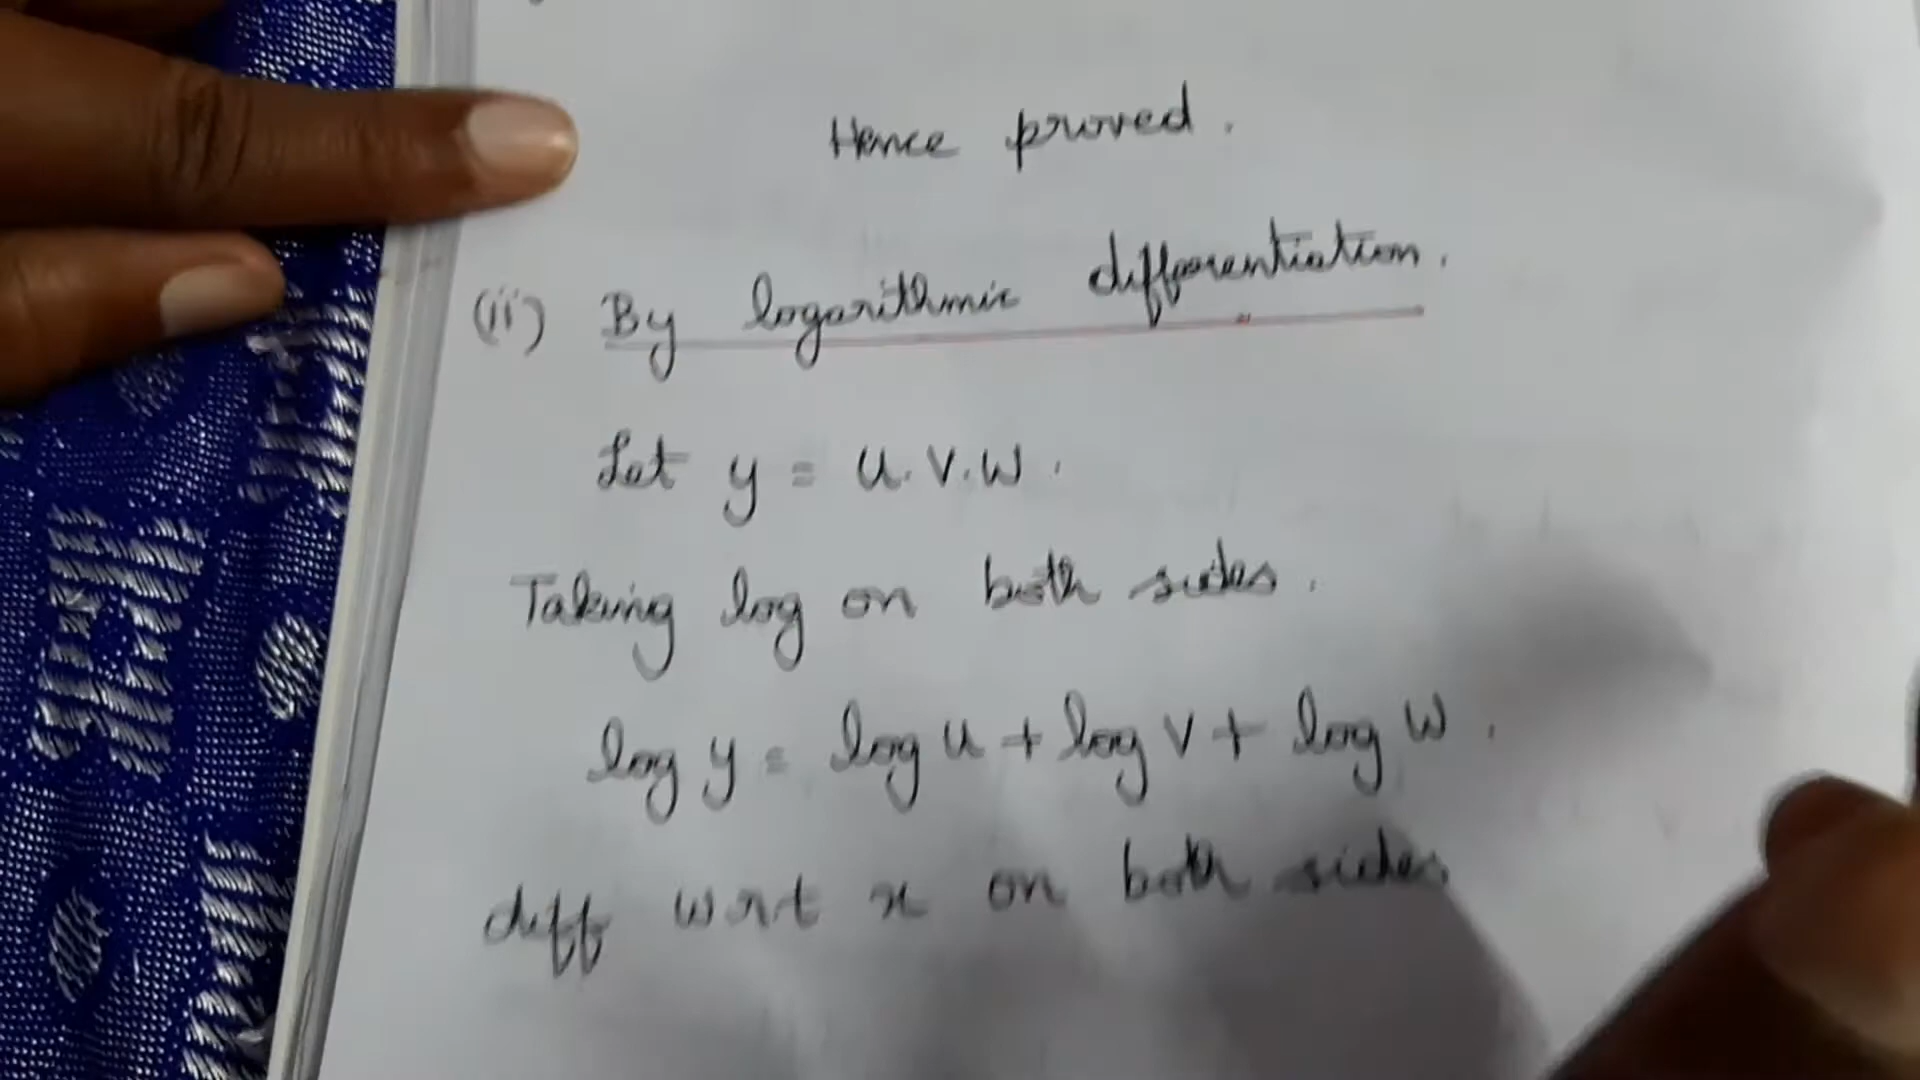 Hence proved.
(ii) By logarithmic differentiation.
Let y = u.v.w.
Taking log on both sides.
log y = log u + log v + log w.
diff wrt x on both sides